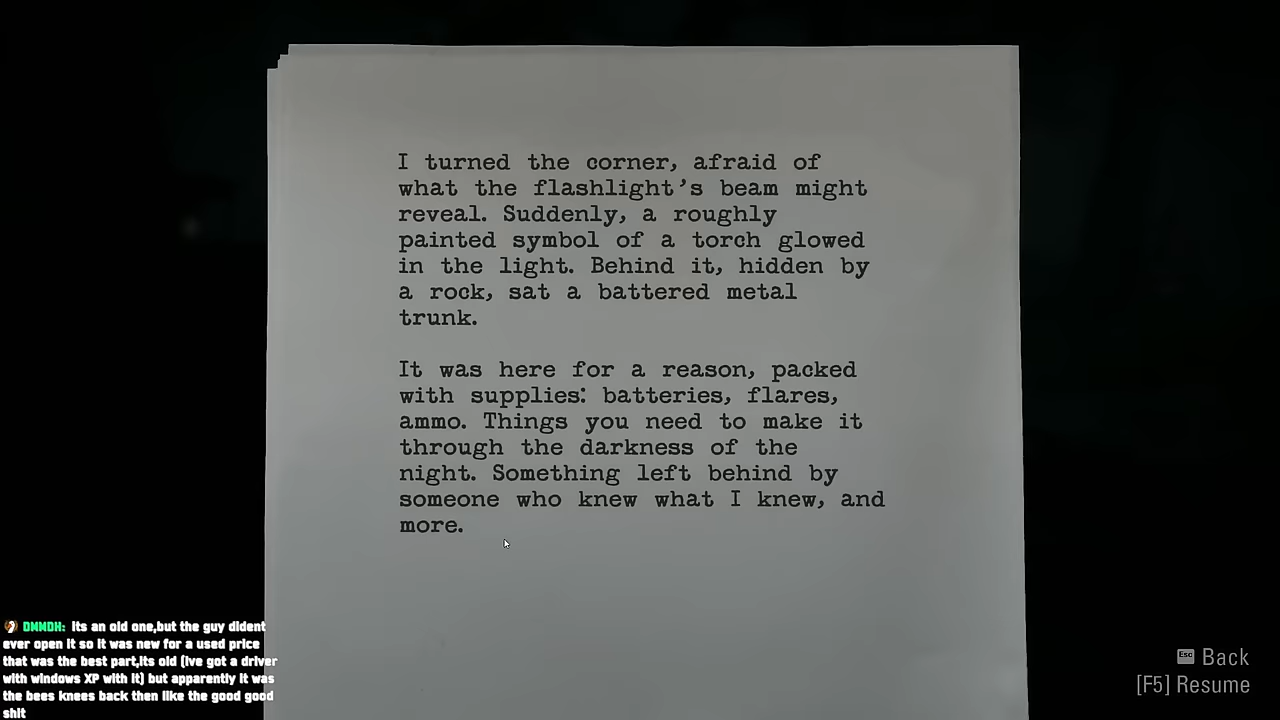 I turned the corner, afraid of
what the flashlight's beam might
reveal. Suddenly, a roughly
painted symbol of a torch glowed
in the light. Behind it, hidden by
a rock, sat a battered metal
trunk.
It was here for a reason, packed
with supplies: batteries, flares,
ammo. Things you need to make it
through the darkness of the
night. Something left behind by
someone who knew what I knew, and
more.
DMMDH: Its an old one,but the guy dident
ever open it so it was new for a used price
that was the best part,its old (ive got a driver
with windows XP with it) but apparently it was
the bees knees back then like the good good
shit
Esc Back
[F5] Resume